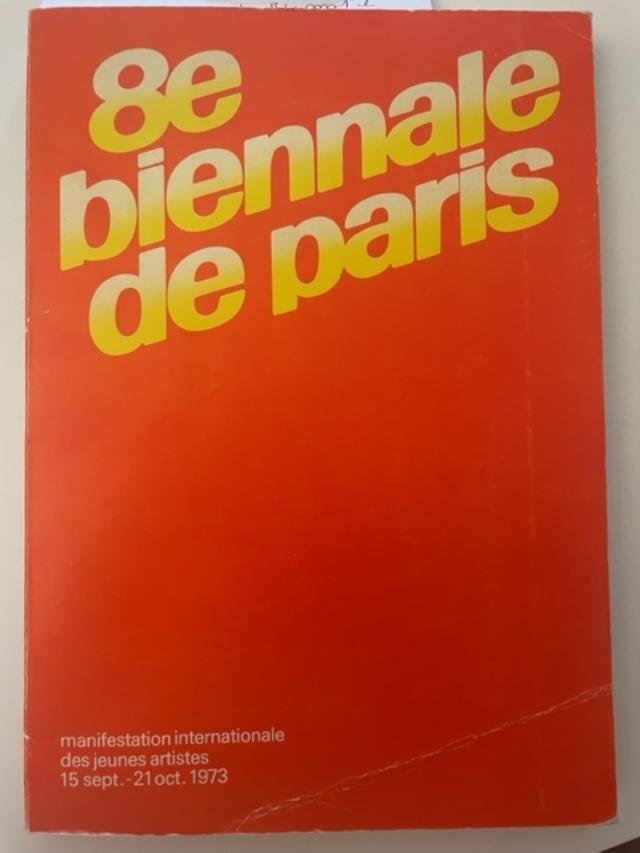 8e
biennale
de paris
manifestation internationale
des jeunes artistes
15 sept.-21 oct. 1973